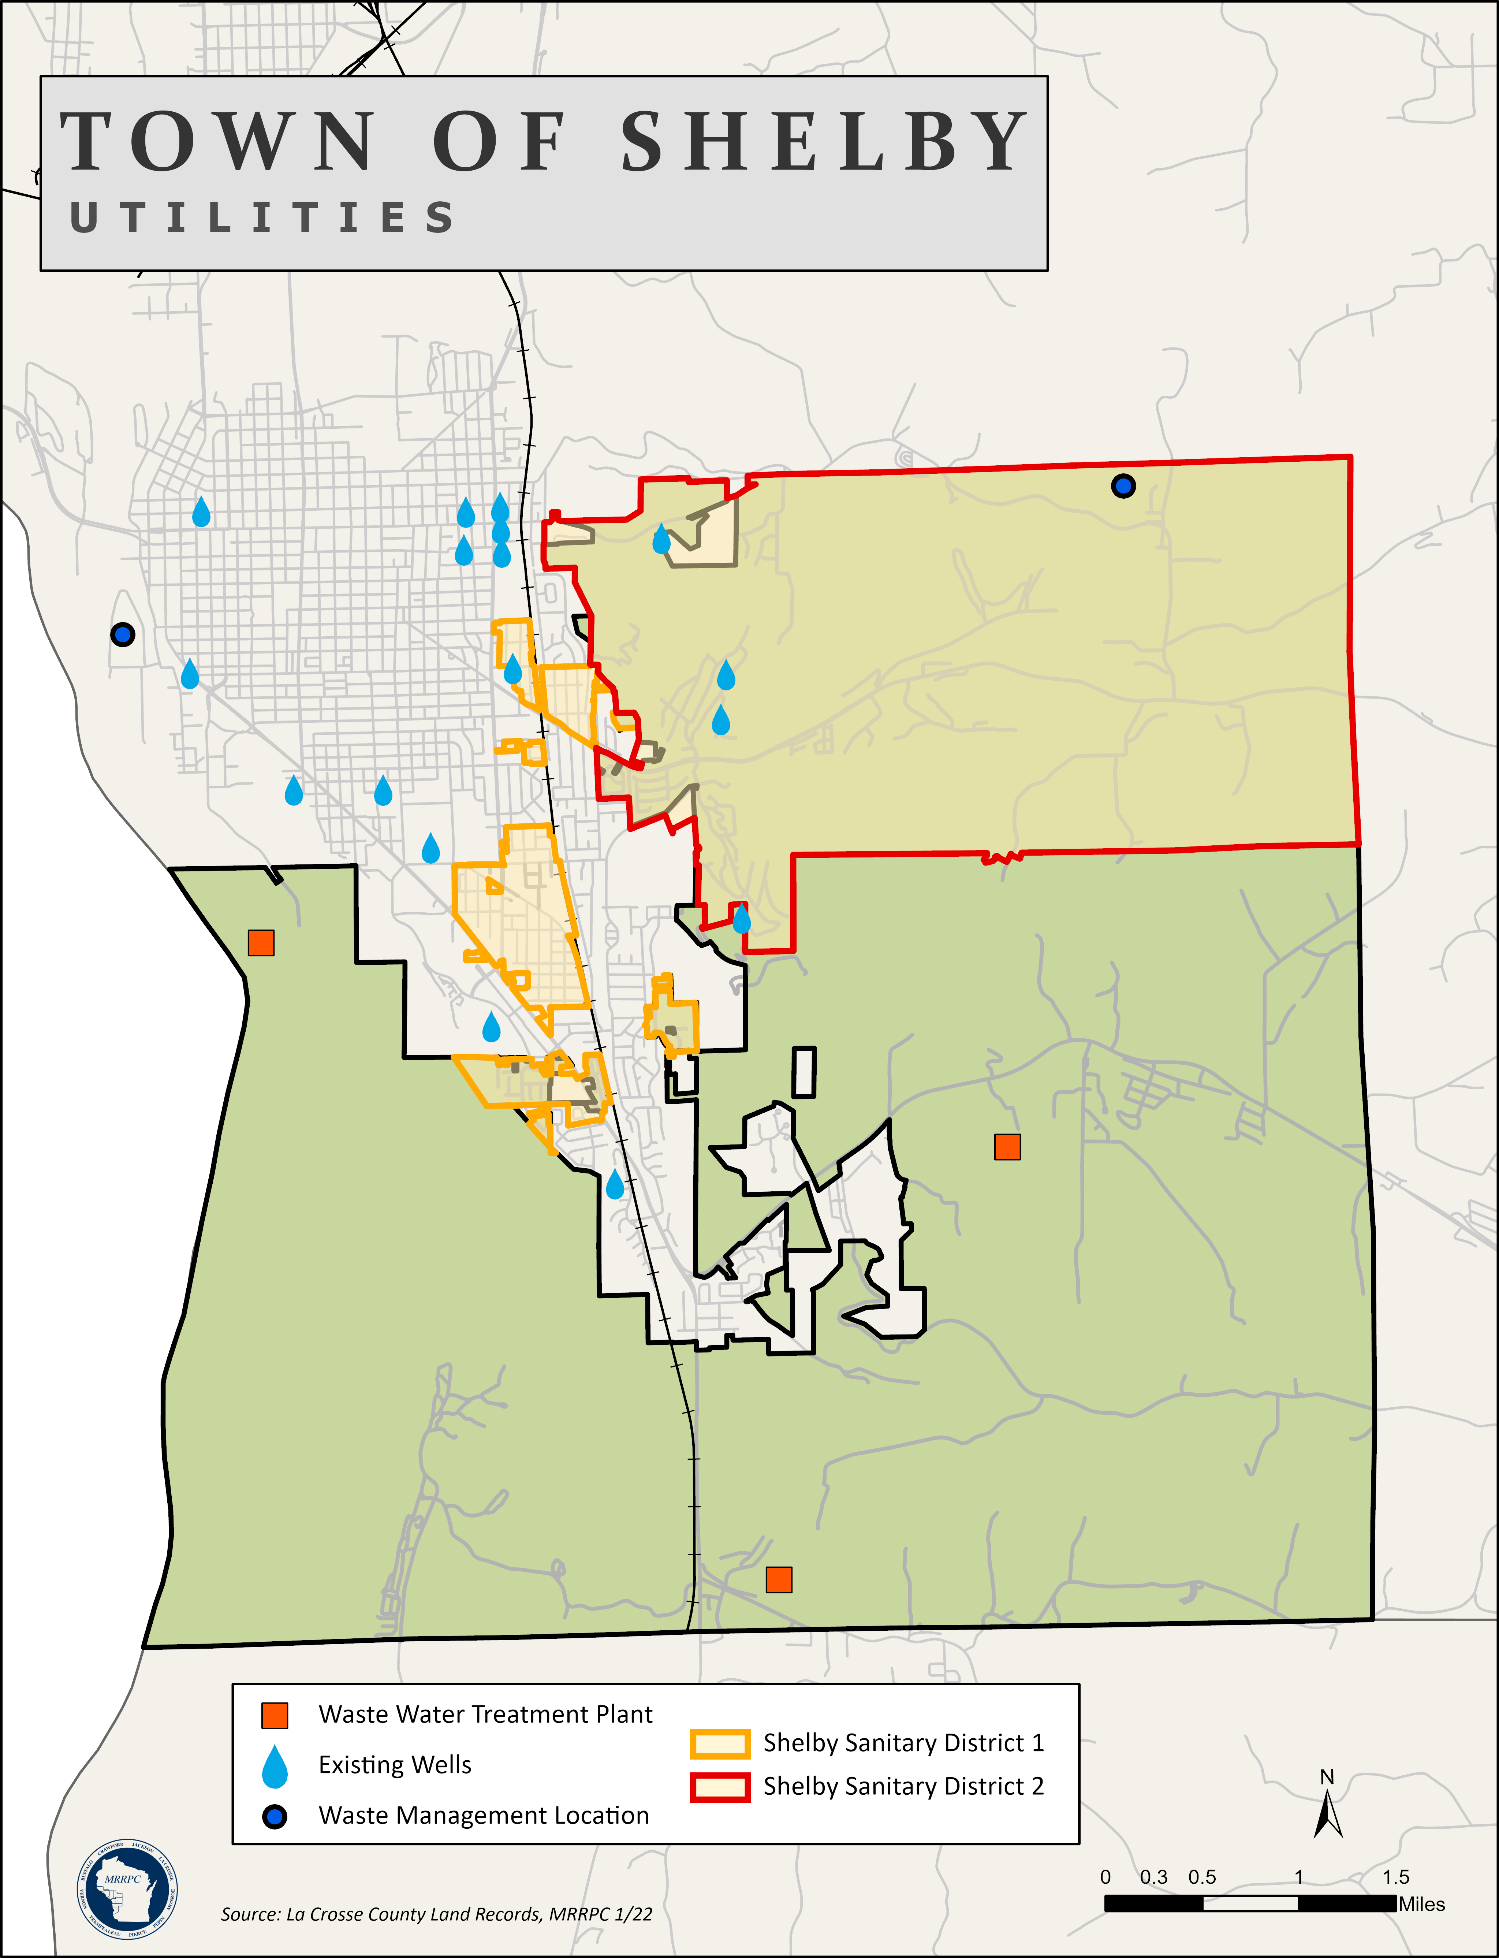 TOWN OF SHELBY
UTILITIES
Waste Water Treatment Plant
Existing Wells
Waste Management Location
Shelby Sanitary District 1
Shelby Sanitary District 2
N
0 0.3 0.5 1 1.5
Miles
MRRPC
Source: La Crosse County Land Records, MRRPC 1/22